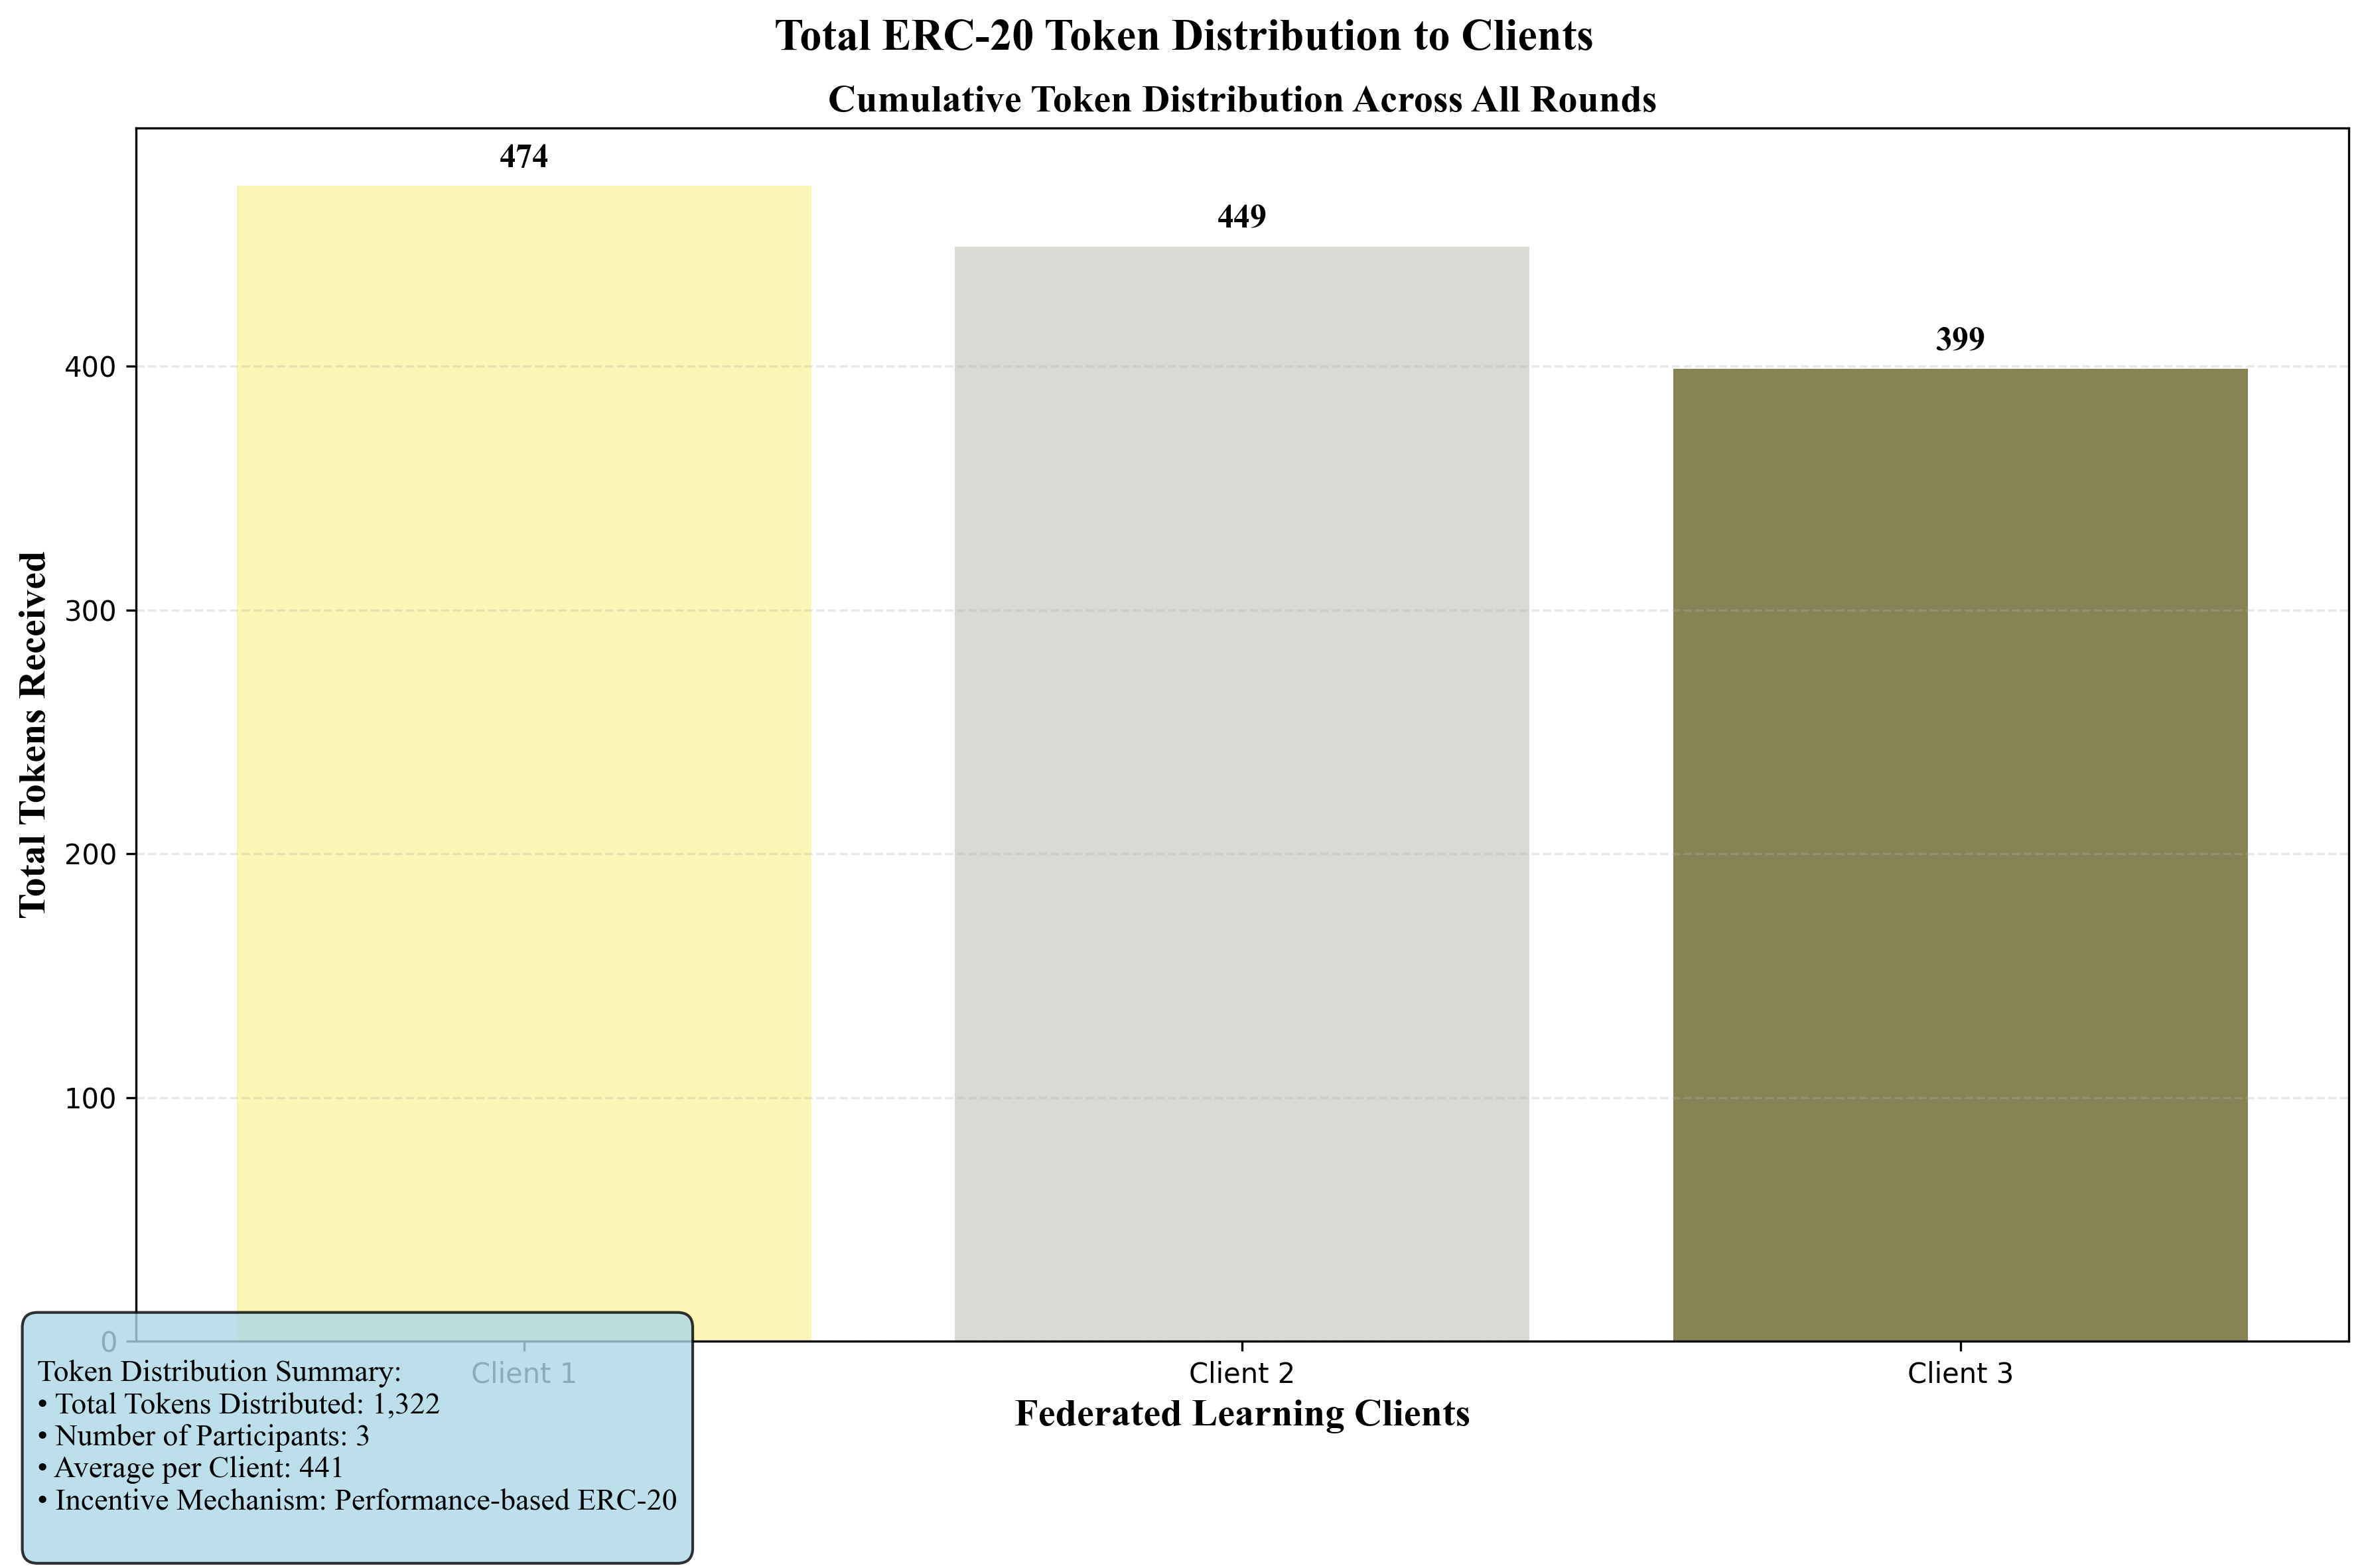 Total ERC-20 Token Distribution to Clients
Cumulative Token Distribution Across All Rounds
474
449
399
400
300
200
100
0
Total Tokens Received
Client 1
Client 2
Client 3
Federated Learning Clients
Token Distribution Summary:
• Total Tokens Distributed: 1,322
• Number of Participants: 3
• Average per Client: 441
• Incentive Mechanism: Performance-based ERC-20